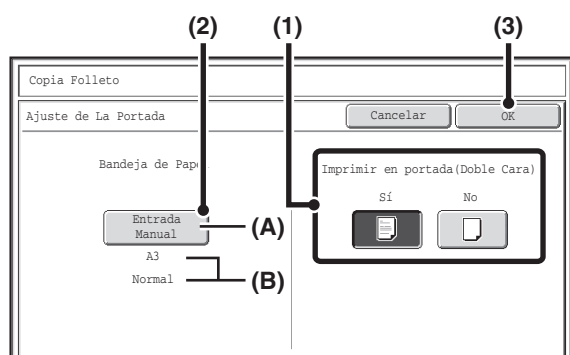 (2) (1) (3)
Copia Folleto
Ajuste de La Portada Cancelar OK
Bandeja de Pape Imprimir en portada(Doble Cara)
Sí No
Entrada
Manual (A)
A3
Normal (B)